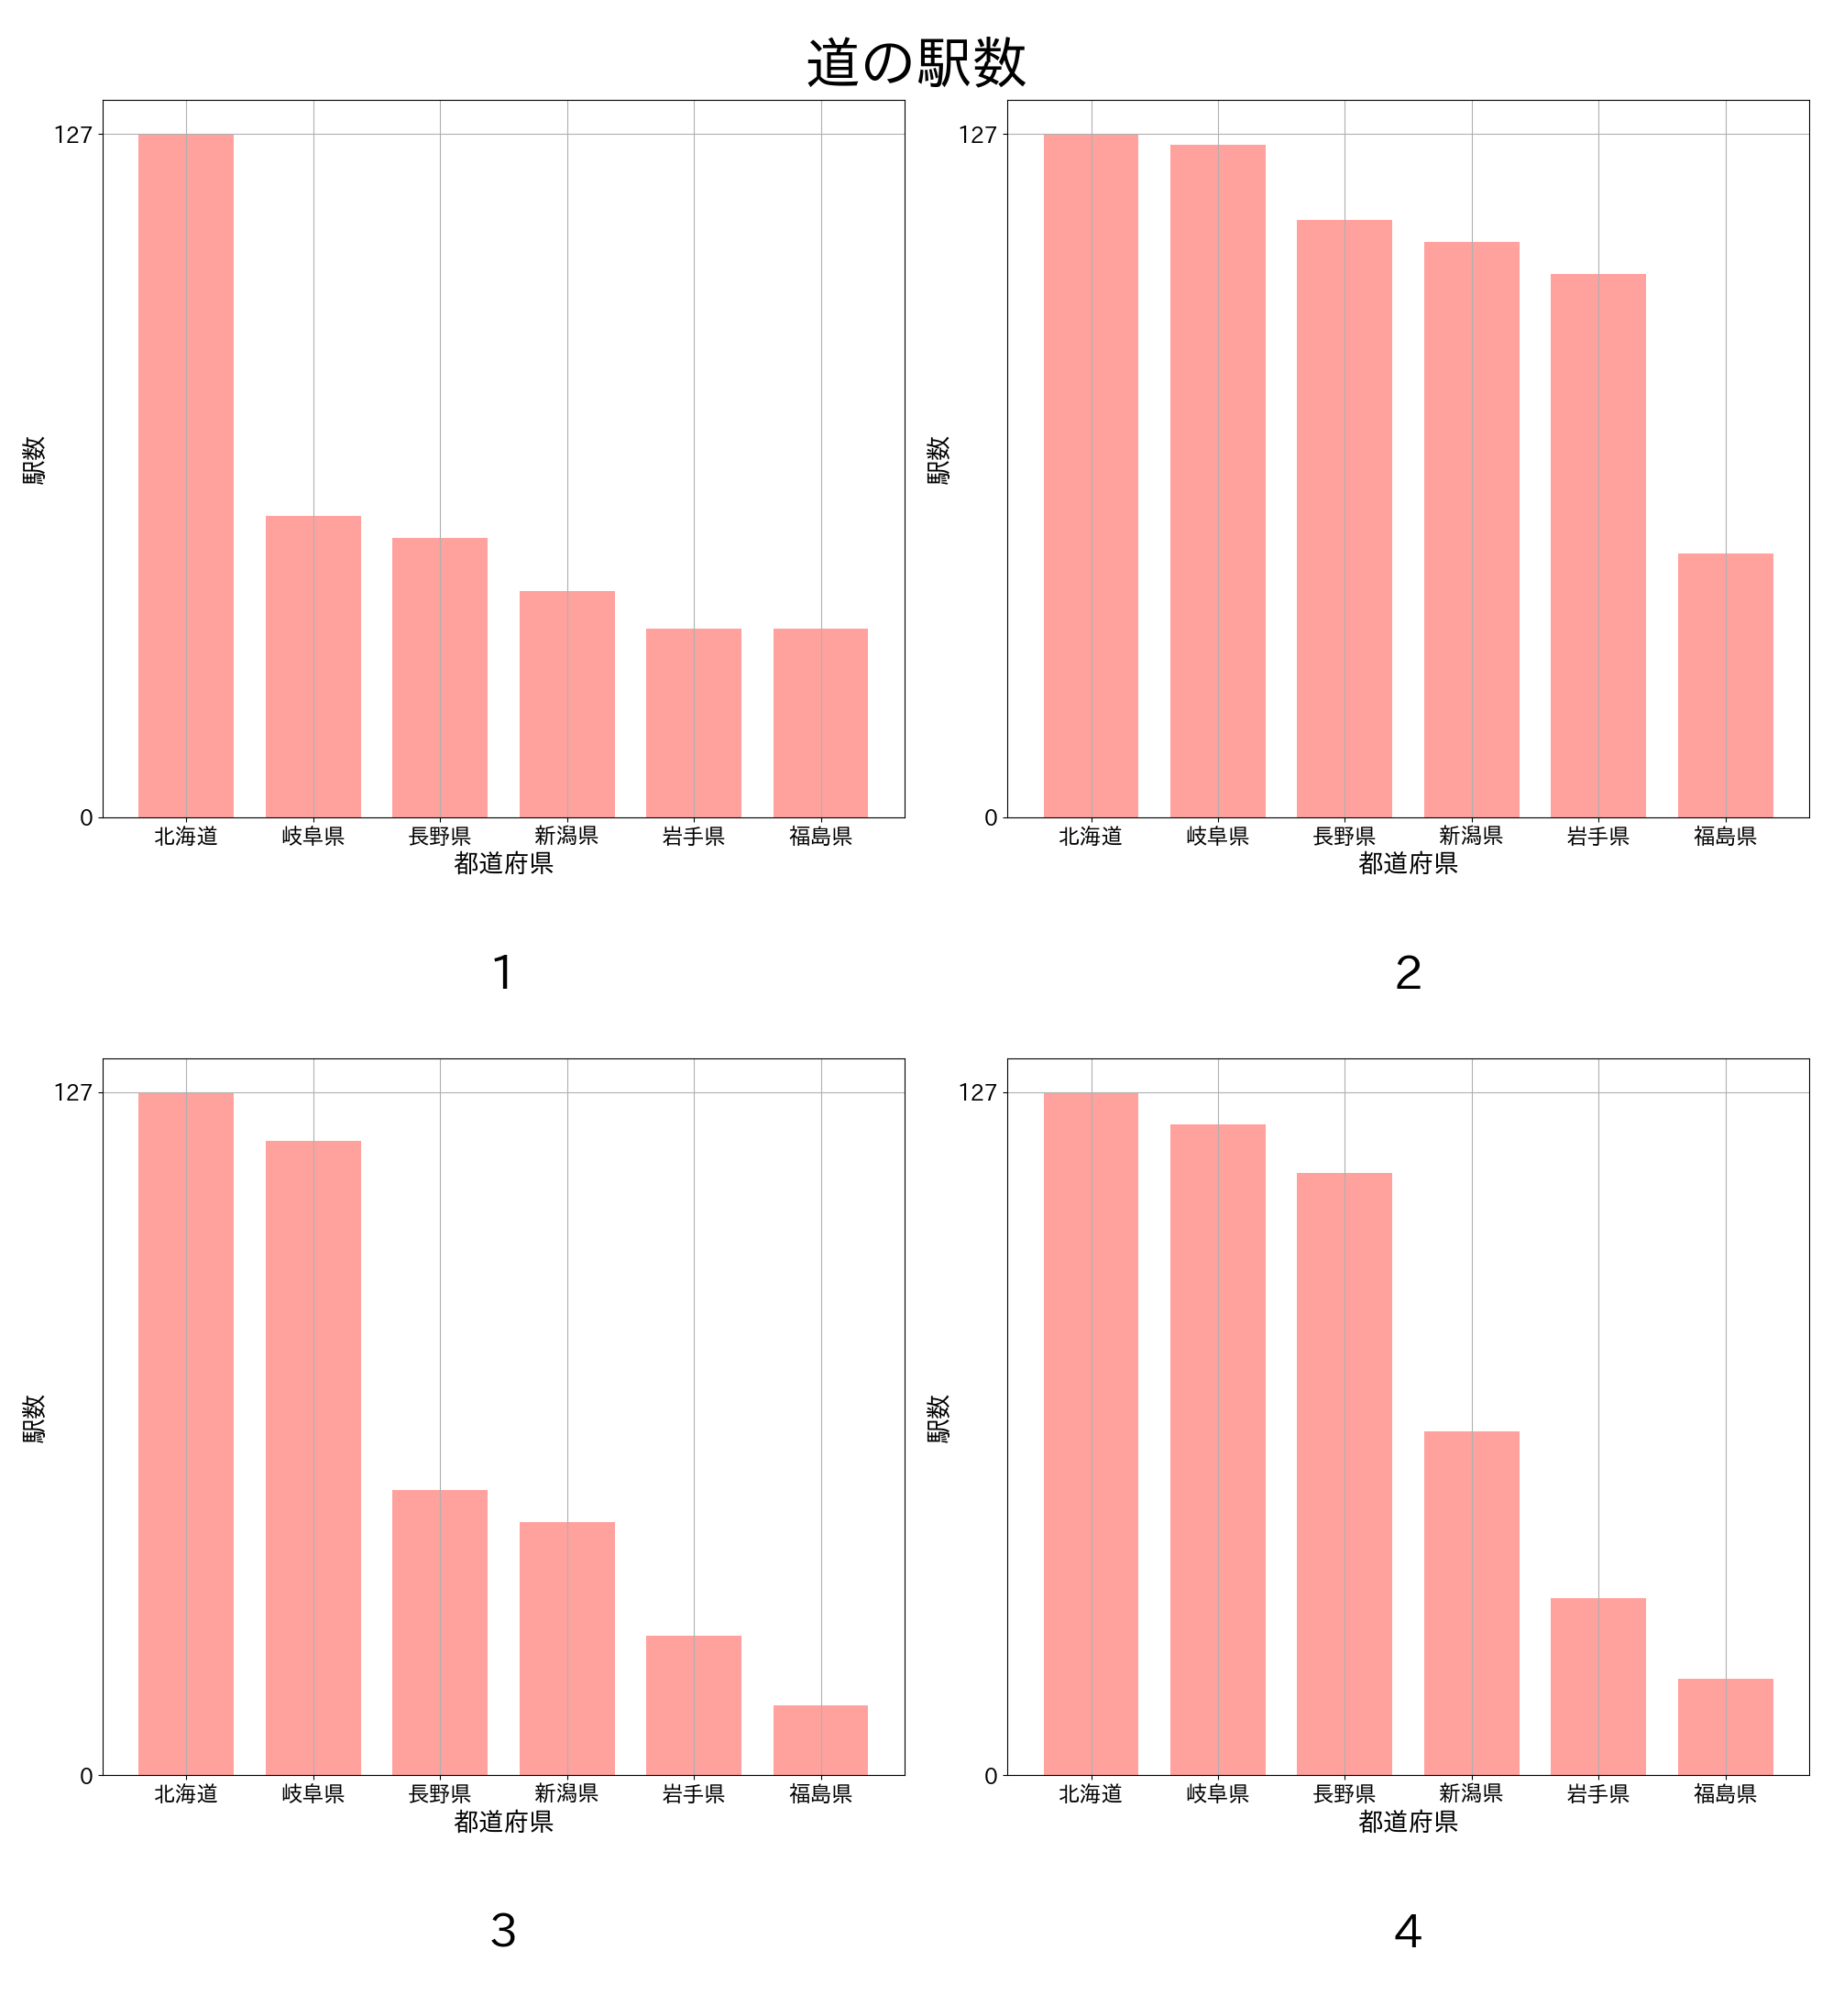 道の駅数
127
0
駅数
北海道 岐阜県 長野県 新潟県 岩手県 福島県
都道府県
1
127
0
駅数
北海道 岐阜県 長野県 新潟県 岩手県 福島県
都道府県
2
127
0
駅数
北海道 岐阜県 長野県 新潟県 岩手県 福島県
都道府県
3
127
0
駅数
北海道 岐阜県 長野県 新潟県 岩手県 福島県
都道府県
4